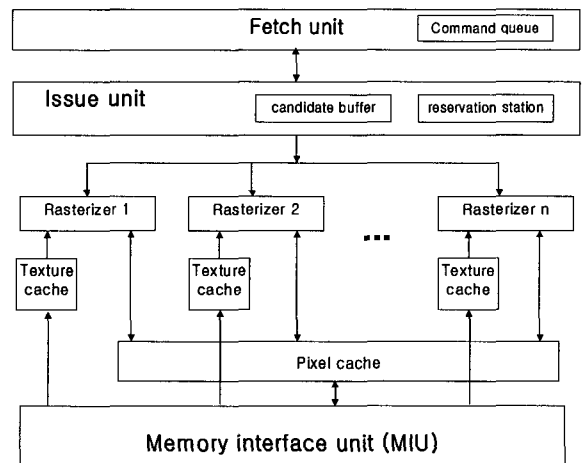 Fetch unit
Command queue
Issue unit
candidate buffer
reservation station
Rasterizer 1
Rasterizer 2
Rasterizer n
...
Texture
cache
Texture
cache
Texture
cache
Pixel cache
Memory interface unit (MIU)